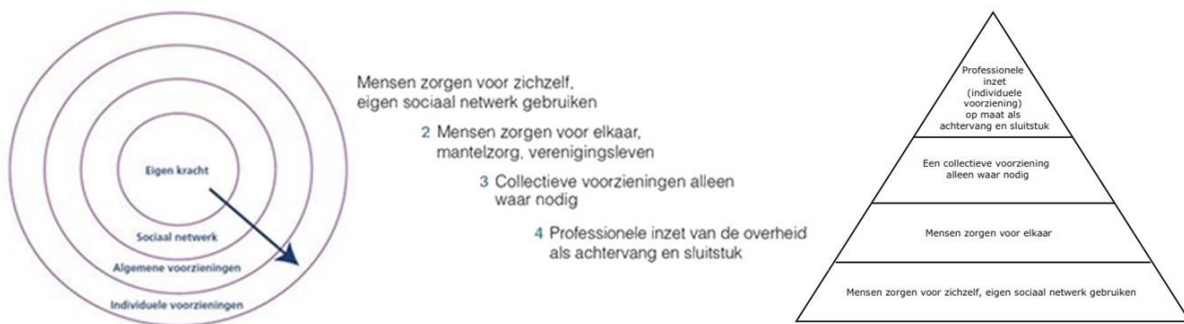 Eigen kracht
Sociaal netwerk
Algemene voorzieningen
Individuele voorzieningen
Mensen zorgen voor zichzelf,
eigen sociaal netwerk gebruiken
2 Mensen zorgen voor elkaar,
mantelzorg, verenigingsleven
3 Collectieve voorzieningen alleen
waar nodig
4 Professionele inzet van de overheid
als achtervang en sluitstuk
Professionele
inzet
(individuele
voorziening)
op maat als
achtervang en sluitstuk
Een collectieve voorziening
alleen waar nodig
Mensen zorgen voor elkaar
Mensen zorgen voor zichzelf, eigen sociaal netwerk gebruiken